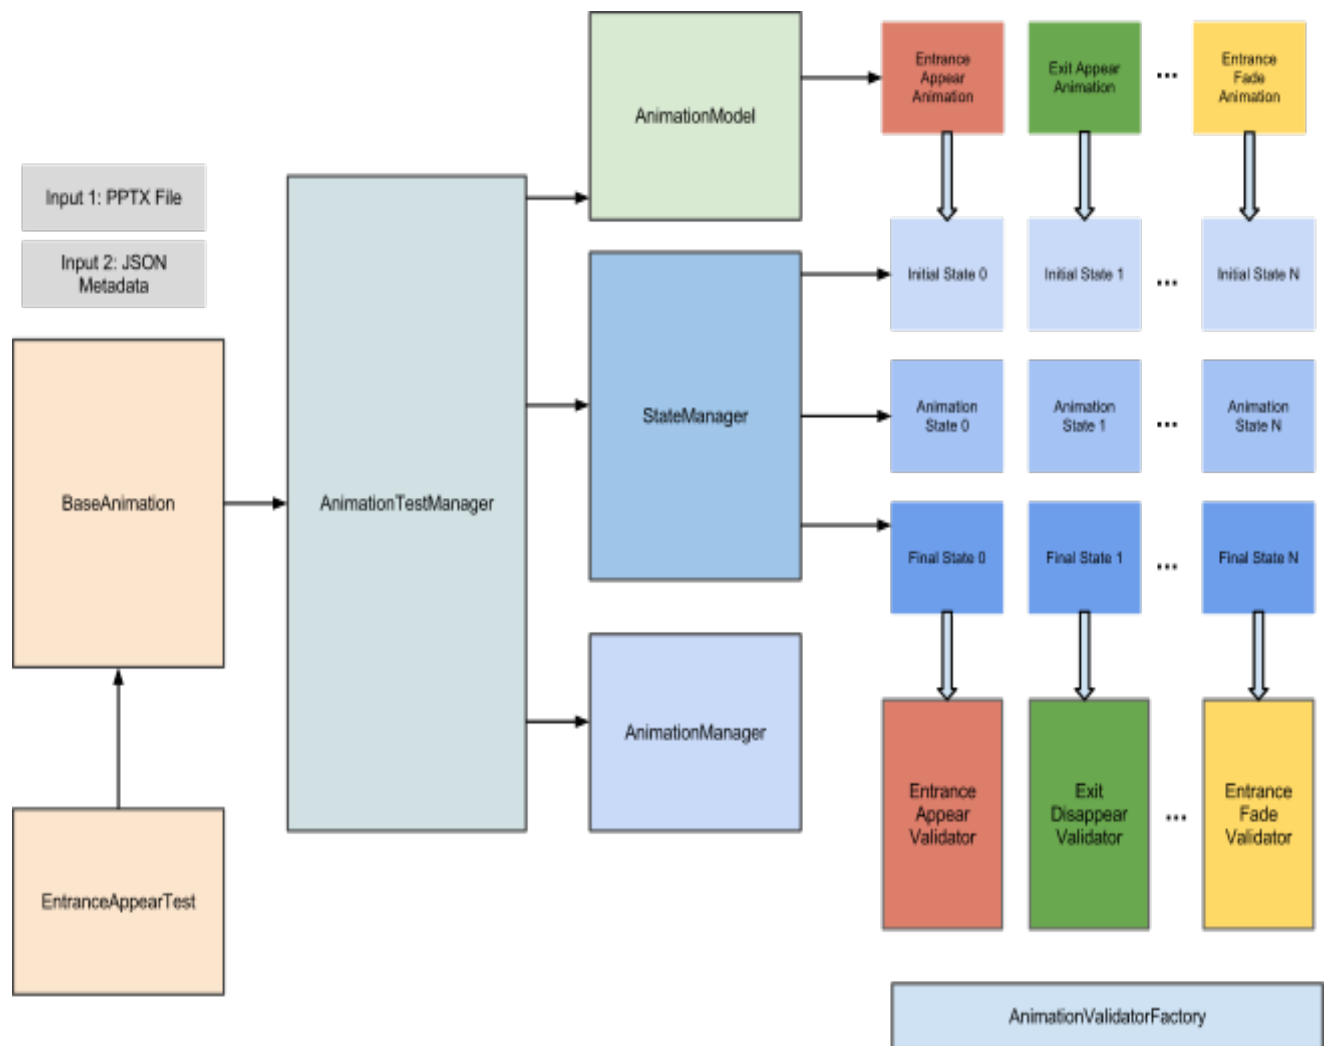 Input 1: PPTX File
Input 2: JSON
Metadata
BaseAnimation
EntranceAppearTest
AnimationTestManager
AnimationModel
StateManager
AnimationManager
Entrance
Appear
Animation
Exit Appear
Animation
...
Entrance
Fade
Animation
Initial State 0
Initial State 1
...
Initial State N
Animation
State 0
Animation
State 1
...
Animation
State N
Final State 0
Final State 1
...
Final State N
Entrance
Appear
Validator
Exit
Disappear
Validator
...
Entrance
Fade
Validator
AnimationValidatorFactory